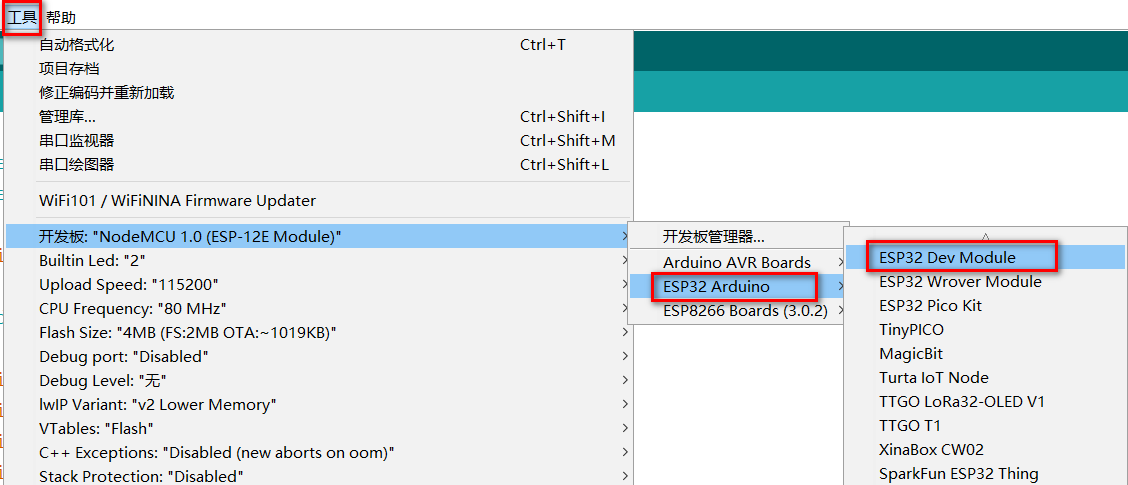 工具 帮助
自动格式化 Ctrl+T
项目存档
修正编码并重新加载
管理库... Ctrl+Shift+I
串口监视器 Ctrl+Shift+M
串口绘图器 Ctrl+Shift+L
WiFi101 / WiFiNINA Firmware Updater
开发板: "NodeMCU 1.0 (ESP-12E Module)"
Builtin Led: "2"
Upload Speed: "115200"
CPU Frequency: "80 MHz"
Flash Size: "4MB (FS:2MB OTA:~1019KB)"
Debug port: "Disabled"
Debug Level: "无"
lwIP Variant: "v2 Lower Memory"
VTables: "Flash"
C++ Exceptions: "Disabled (new aborts on oom)"
Stack Protection: "Disabled"
开发板管理器...
Arduino AVR Boards
ESP32 Arduino
ESP8266 Boards (3.0.2)
ESP32 Dev Module
ESP32 Wrover Module
ESP32 Pico Kit
TinyPICO
MagicBit
Turta IoT Node
TTGO LoRa32-OLED V1
TTGO T1
XinaBox CW02
SparkFun ESP32 Thing